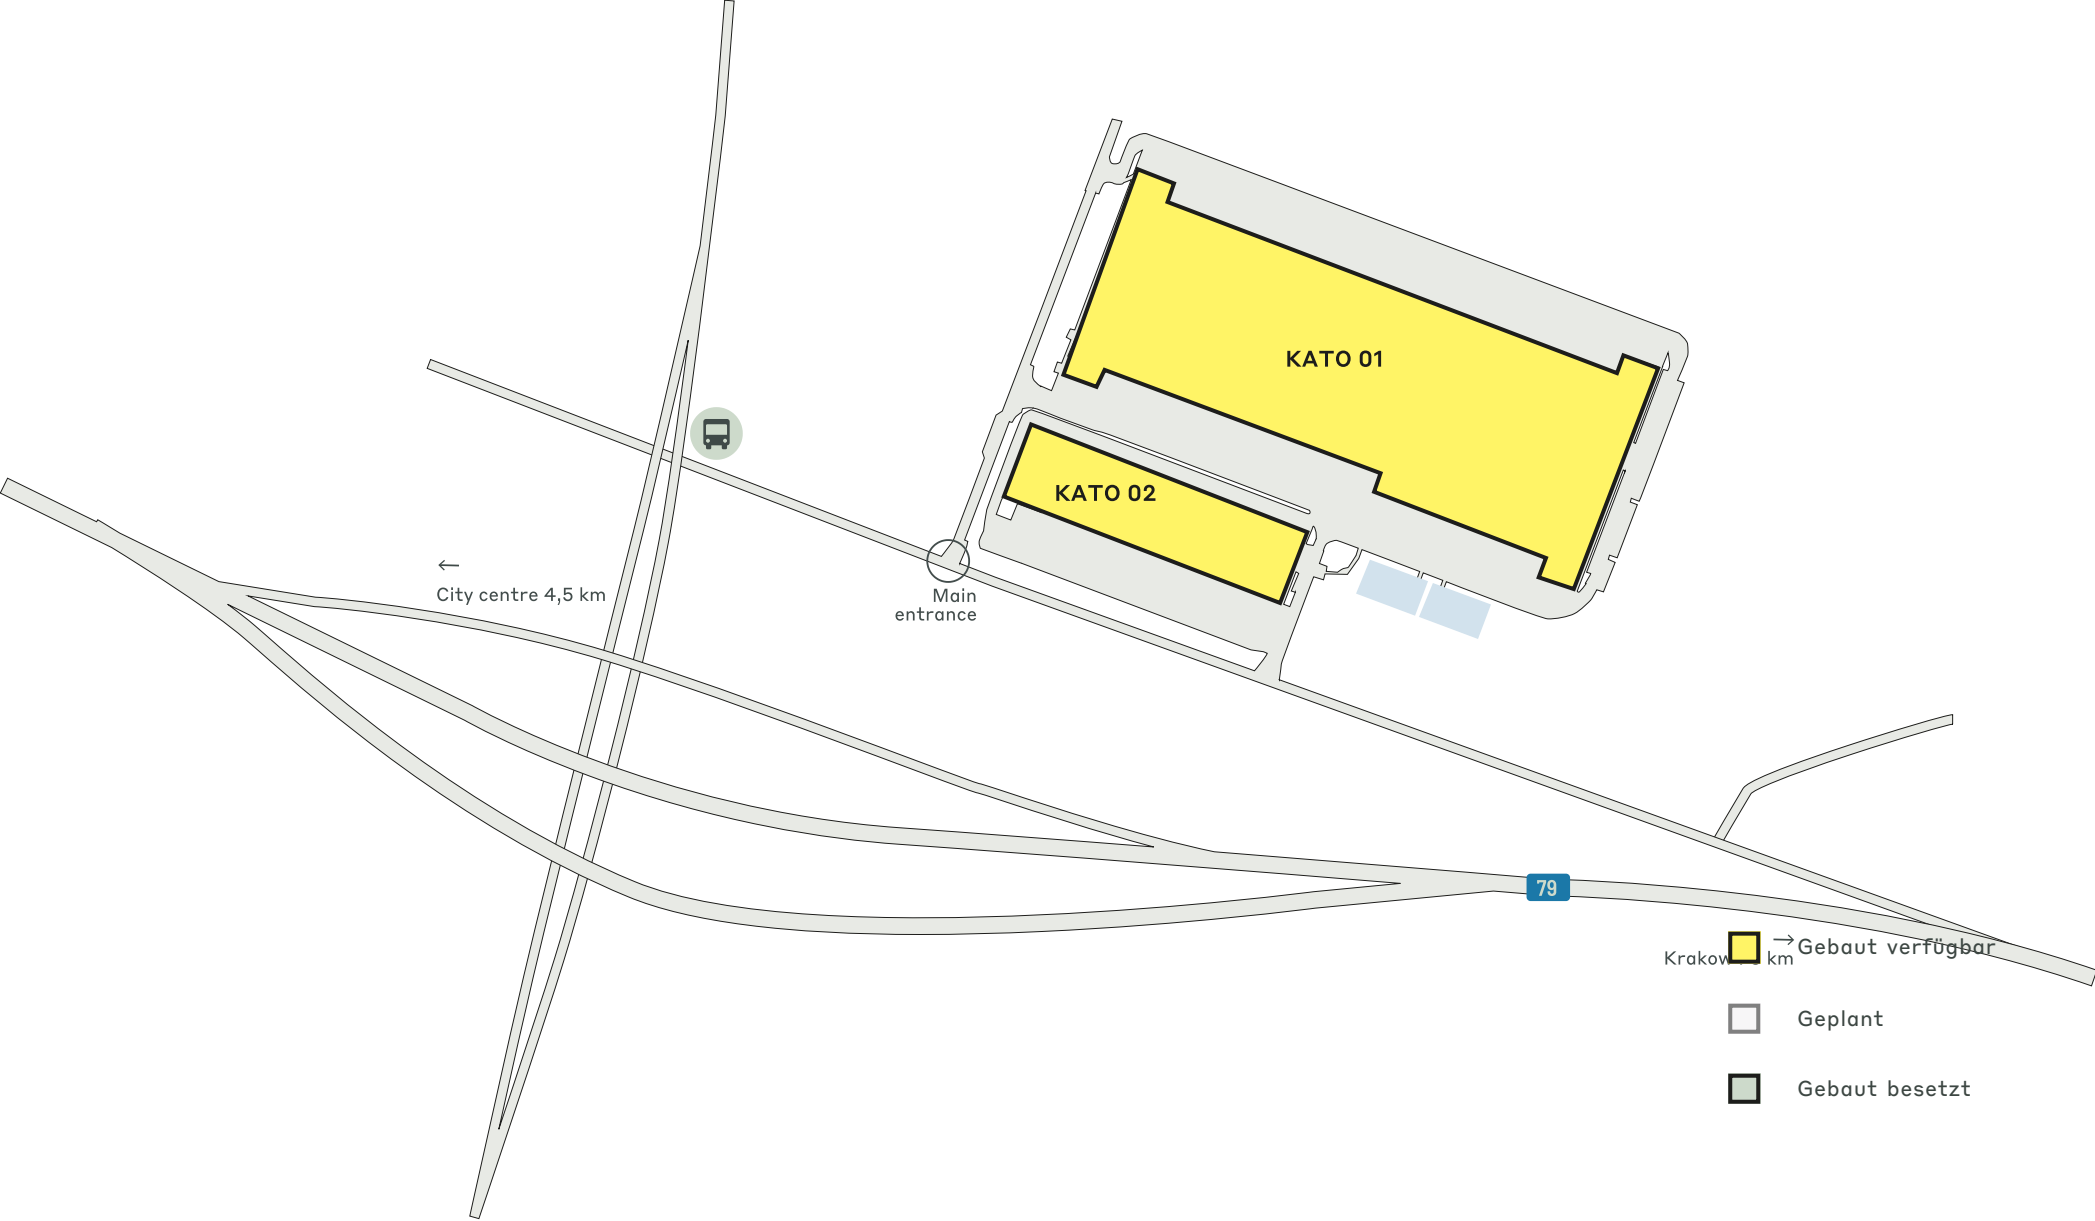 KATO 01
KATO 02
City centre 4,5 km
Main
entrance
79
Gebaut verfügbar
Krakow km
Geplant
Gebaut besetzt